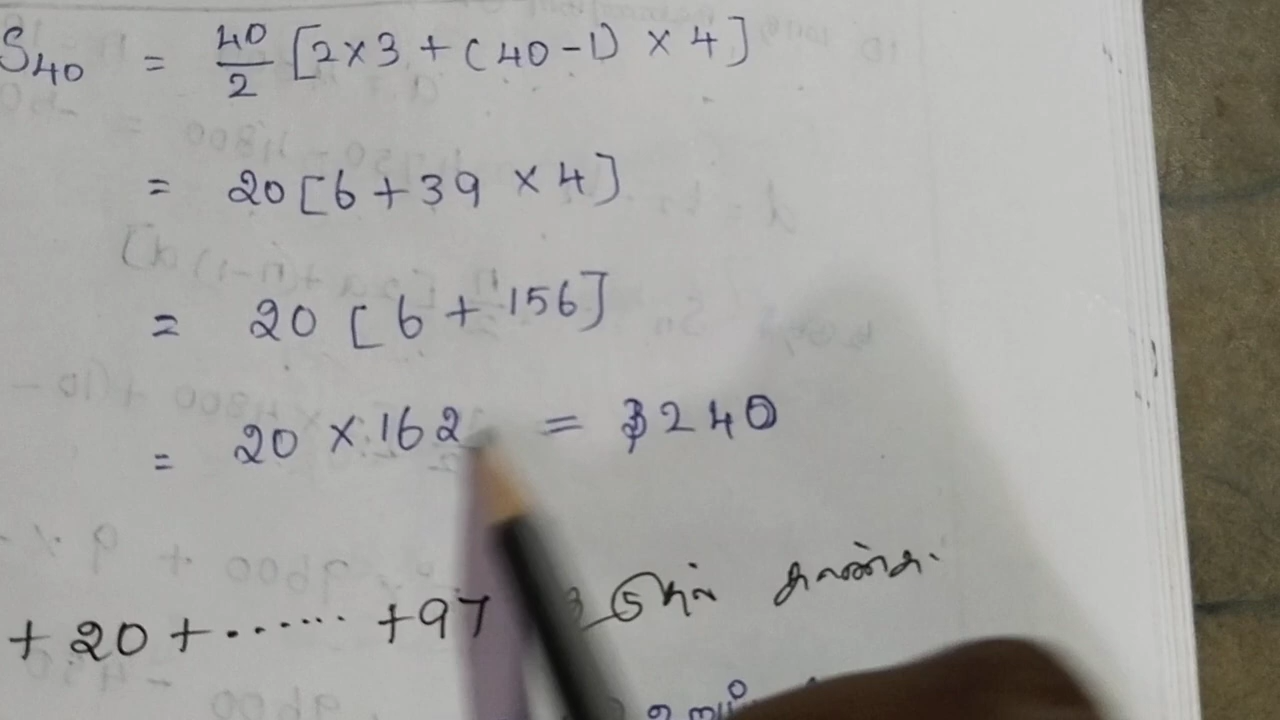 S40 = 40/2 [2×3 + (40-1) × 4]
= 20[6 + 39 × 4]
= 20 [6 + 156]
= 20 × 162 = 3240
+ 20 + ...... + 97 கூடுதல் காண்க.